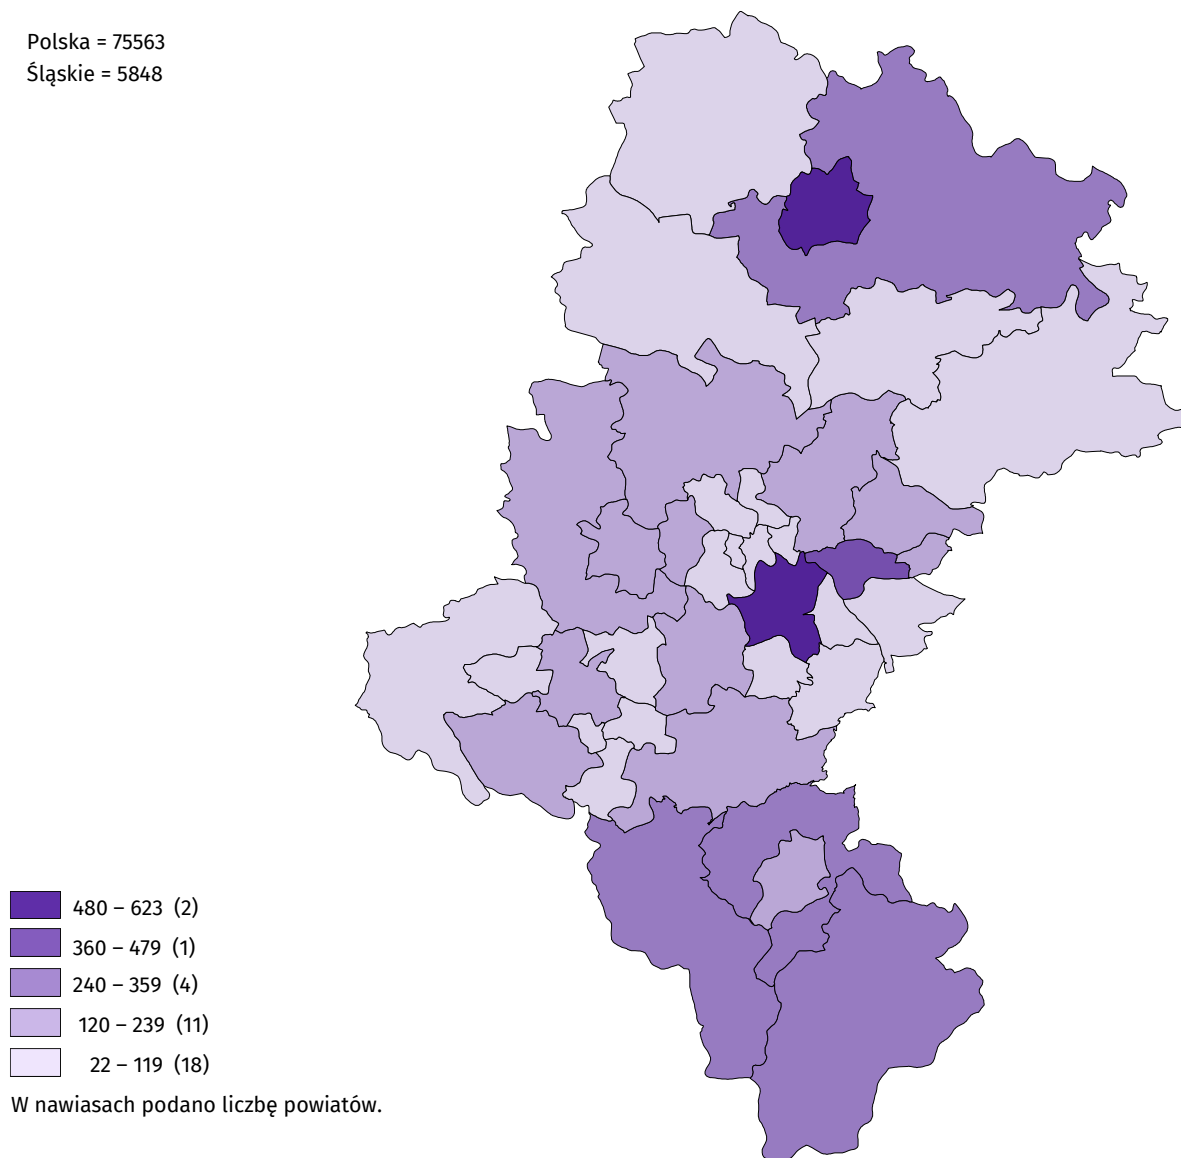 Polska = 75563
Śląskie = 5848
480 – 623 (2)
360 – 479 (1)
240 – 359 (4)
120 – 239 (11)
22 – 119 (18)
W nawiasach podano liczbę powiatów.